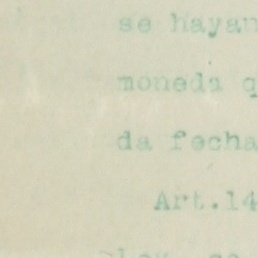 se hayan
moneda q
da fecha
Art.14